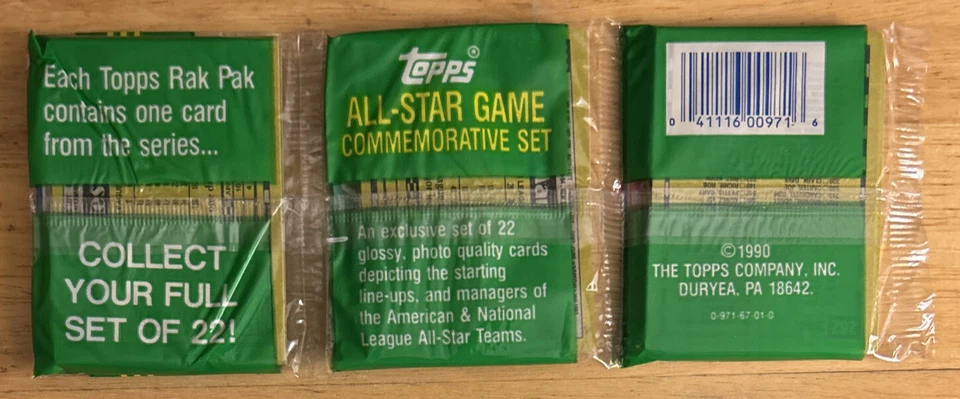 Each Topps Rak Pak
contains one card
from the series...
COLLECT
YOUR FULL
SET OF 22!
TOPPS®
ALL-STAR GAME
COMMEMORATIVE SET
An exclusive set of 22
glossy, photo quality cards
depicting the starting
line-ups, and managers of
the American & National
League All-Star Teams.
0 41116 00971 6
©1990
THE TOPPS COMPANY, INC.
DURYEA, PA 18642.
0-971-67-01-0